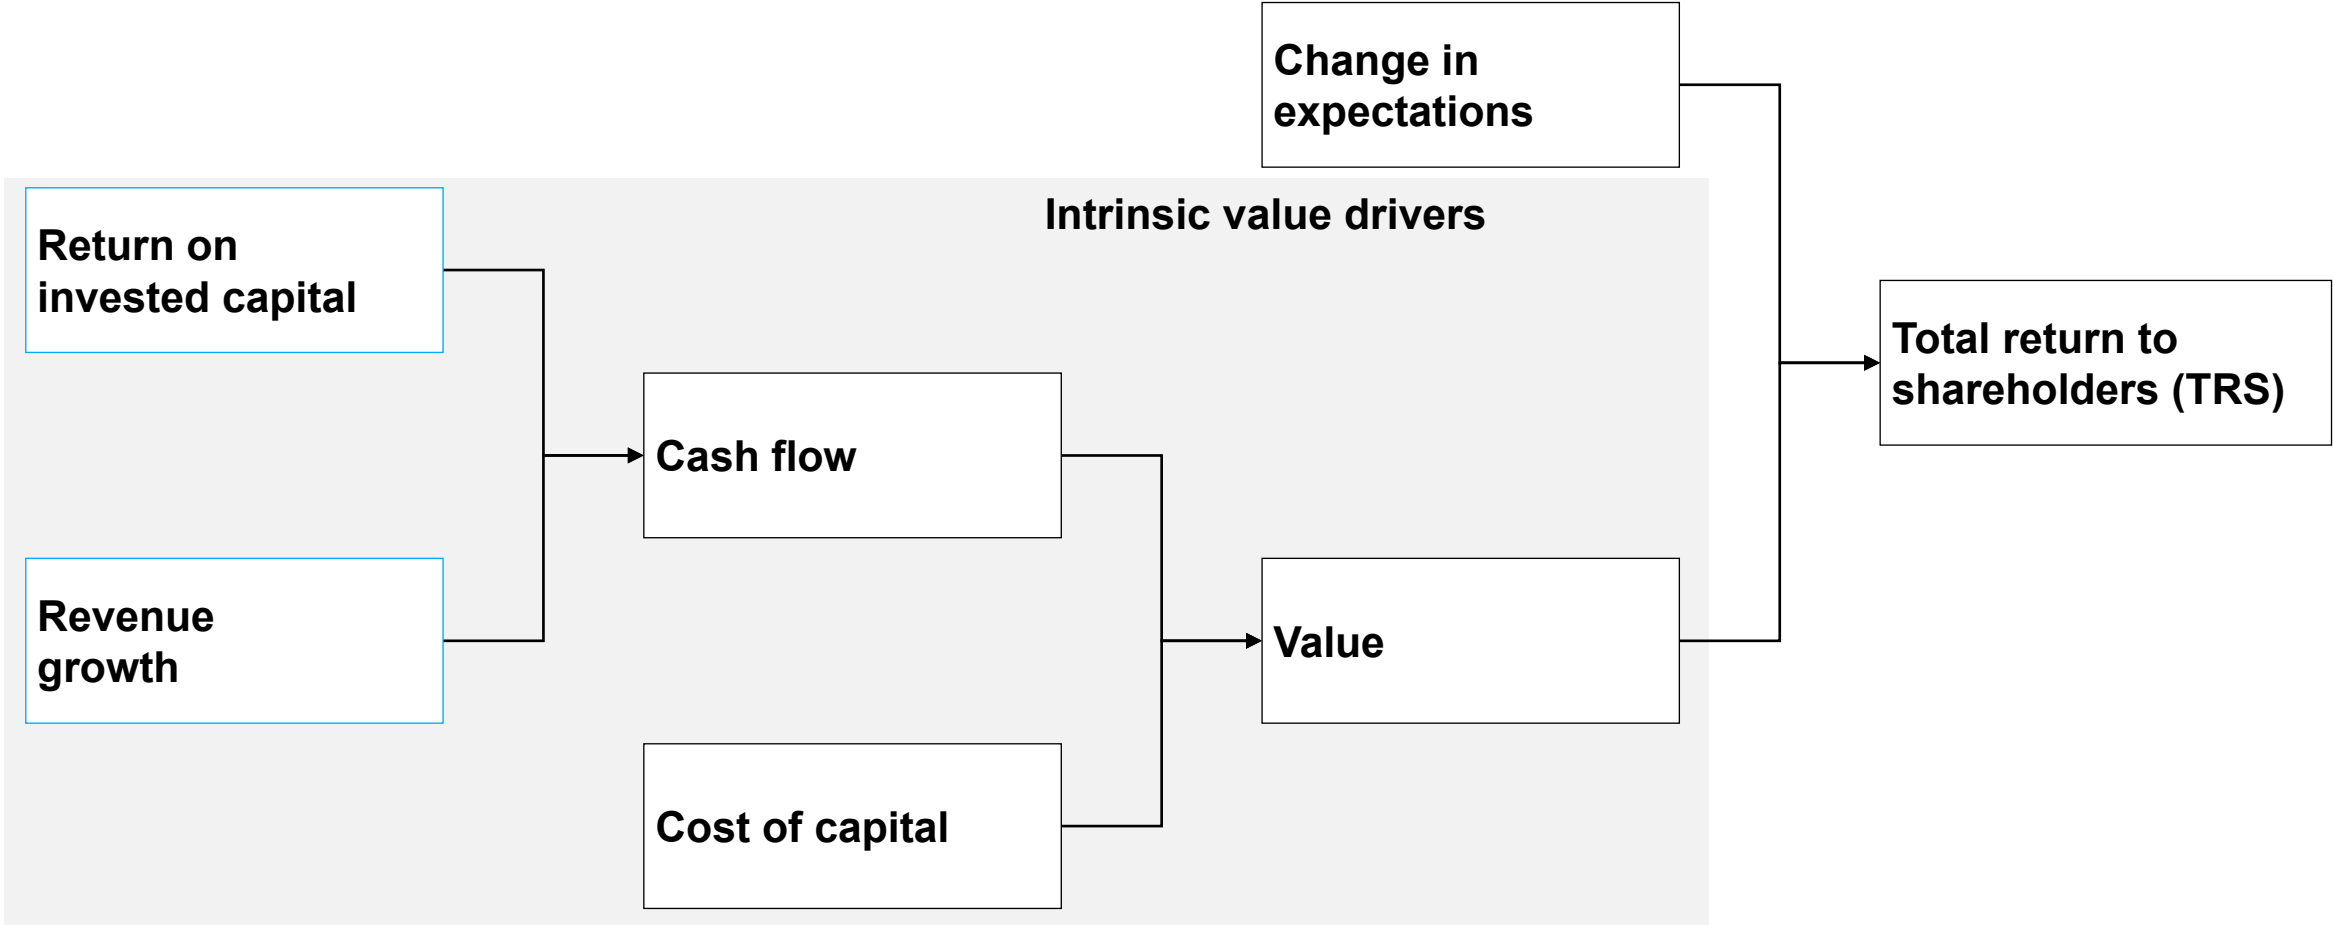 Change in
expectations
Intrinsic value drivers
Return on
invested capital
Total return to
shareholders (TRS)
Cash flow
Revenue
growth
Value
Cost of capital